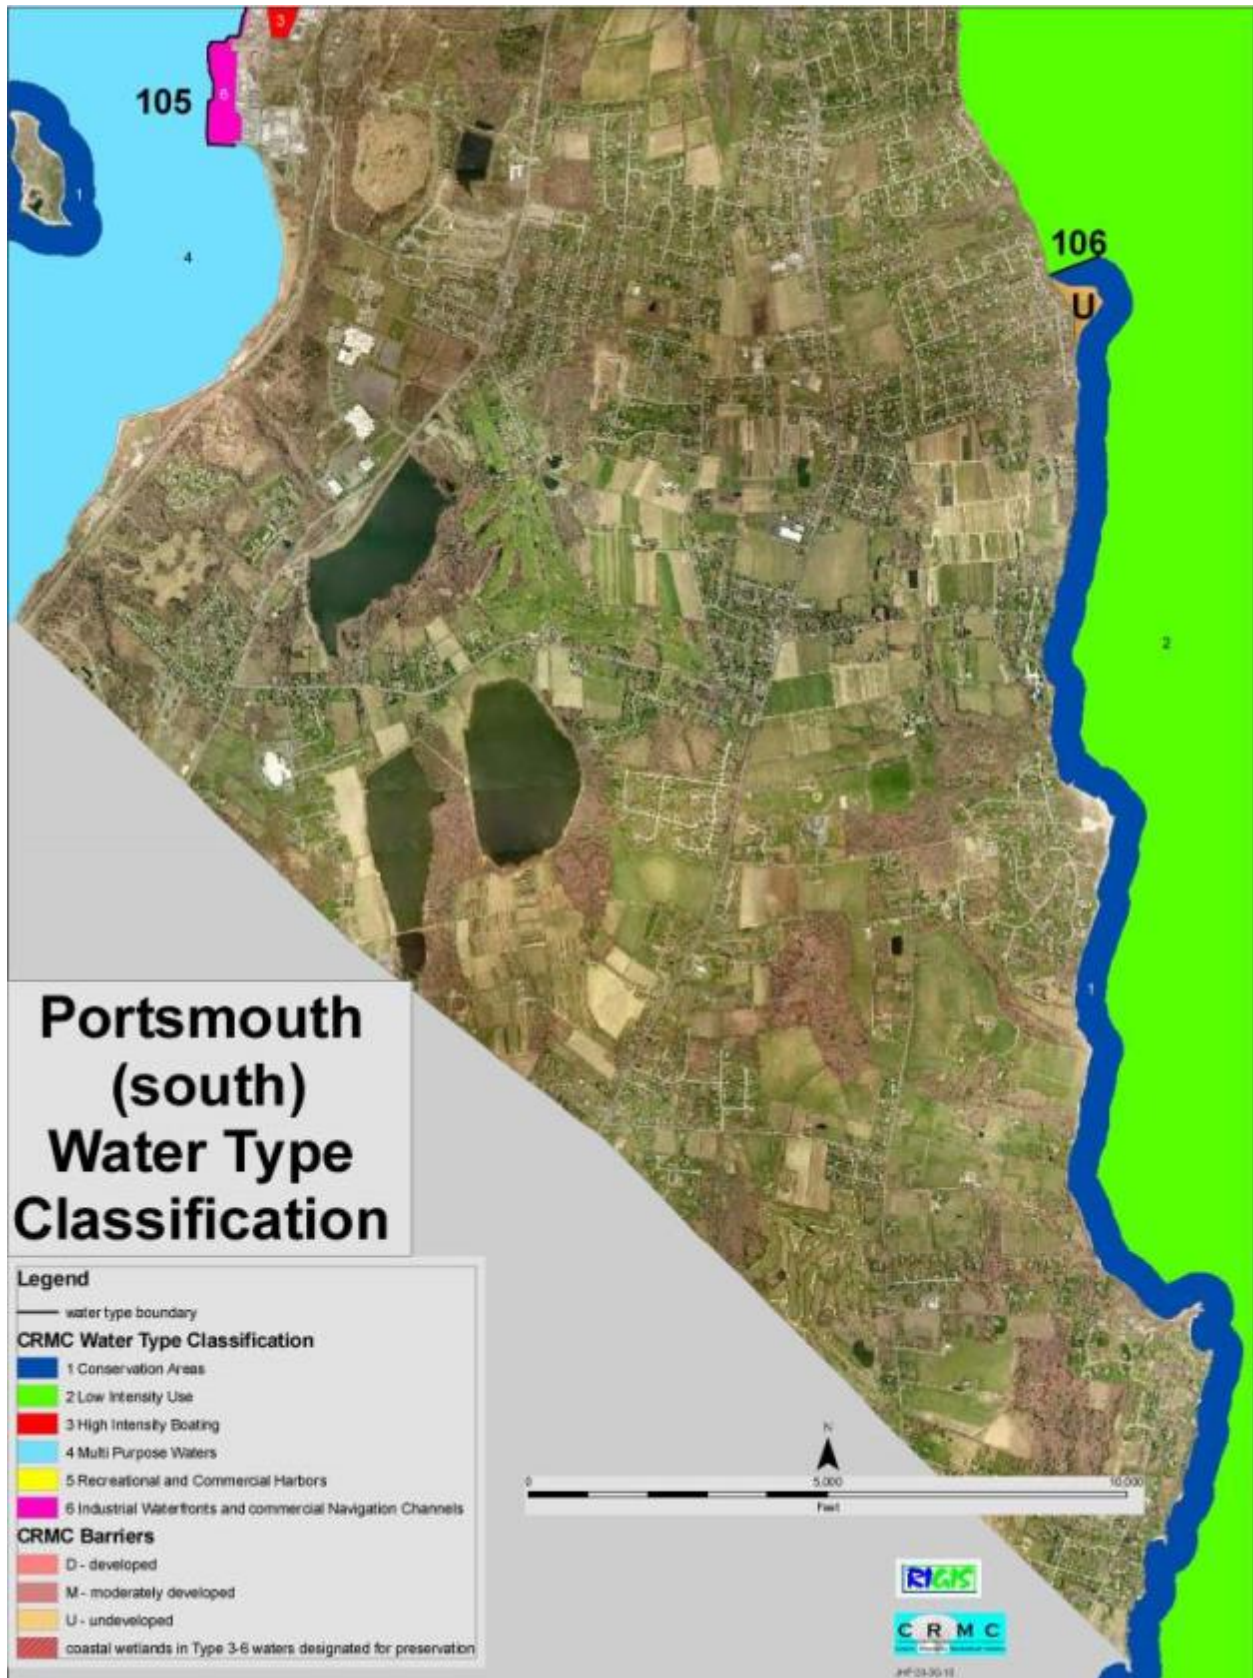 3
6
105
1
4
106
U
2
1
Portsmouth
(south)
Water Type
Classification
Legend
water type boundary
CRMC Water Type Classification
1 Conservation Areas
2 Low Intensity Use
3 High Intensity Boating
4 Multi Purpose Waters
5 Recreational and Commercial Harbors
6 Industrial Waterfronts and commercial Navigation Channels
CRMC Barriers
D - developed
M - moderately developed
U - undeveloped
coastal wetlands in Type 3-6 waters designated for preservation
N
0 5,000 10,000
Feet
RIGIS
C R M C